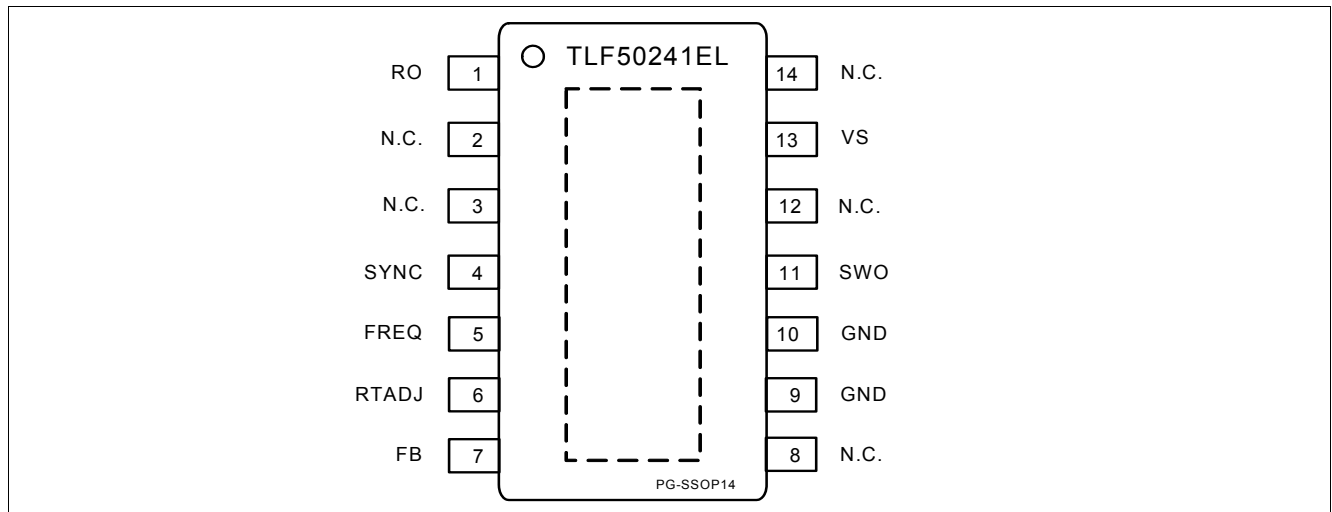 TLF50241EL
RO 1 14 N.C.
N.C. 2 13 VS
N.C. 3 12 N.C.
SYNC 4 11 SWO
FREQ 5 10 GND
RTADJ 6 9 GND
FB 7 8 N.C.
PG-SSOP14